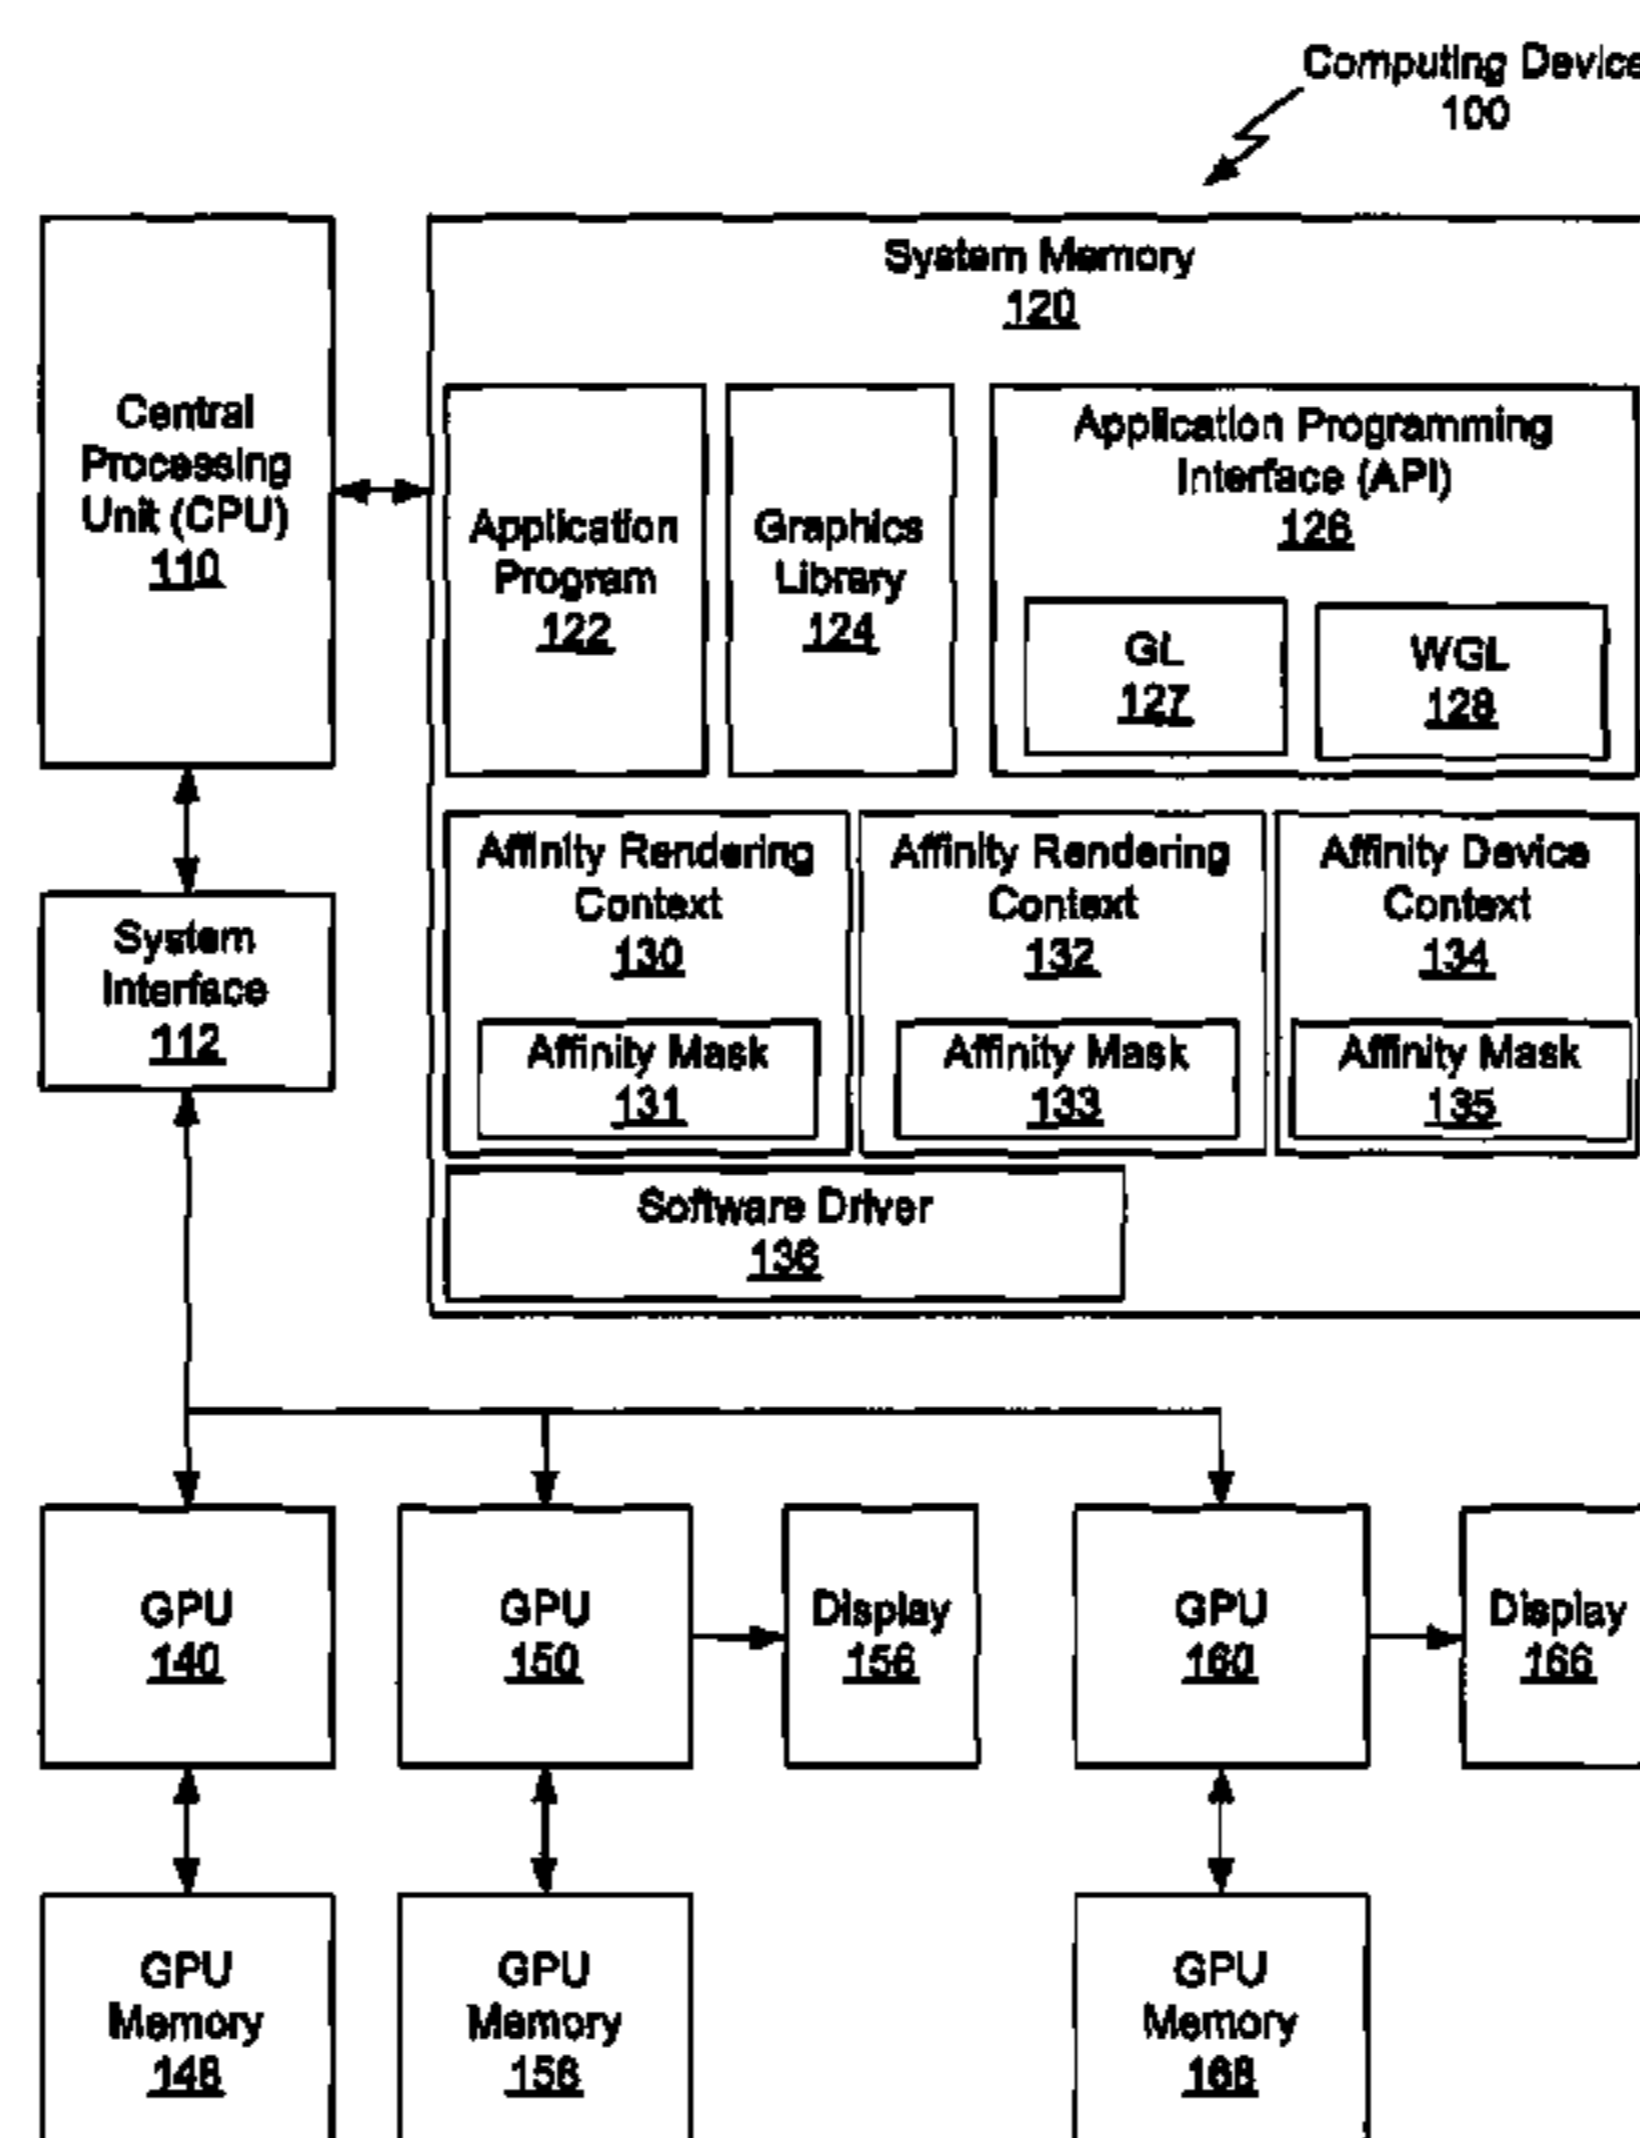 Computing Device
100
System Memory
120
Central
Processing
Unit (CPU)
110
Application
Program
122
Graphics
Library
124
Application Programming
Interface (API)
126
GL
127
WGL
128
Affinity Rendering
Context
130
Affinity Mask
131
Affinity Rendering
Context
132
Affinity Mask
133
Affinity Device
Context
134
Affinity Mask
135
System
Interface
112
Software Driver
136
GPU
140
GPU
150
Display
156
GPU
160
Display
166
GPU
Memory
148
GPU
Memory
158
GPU
Memory
168